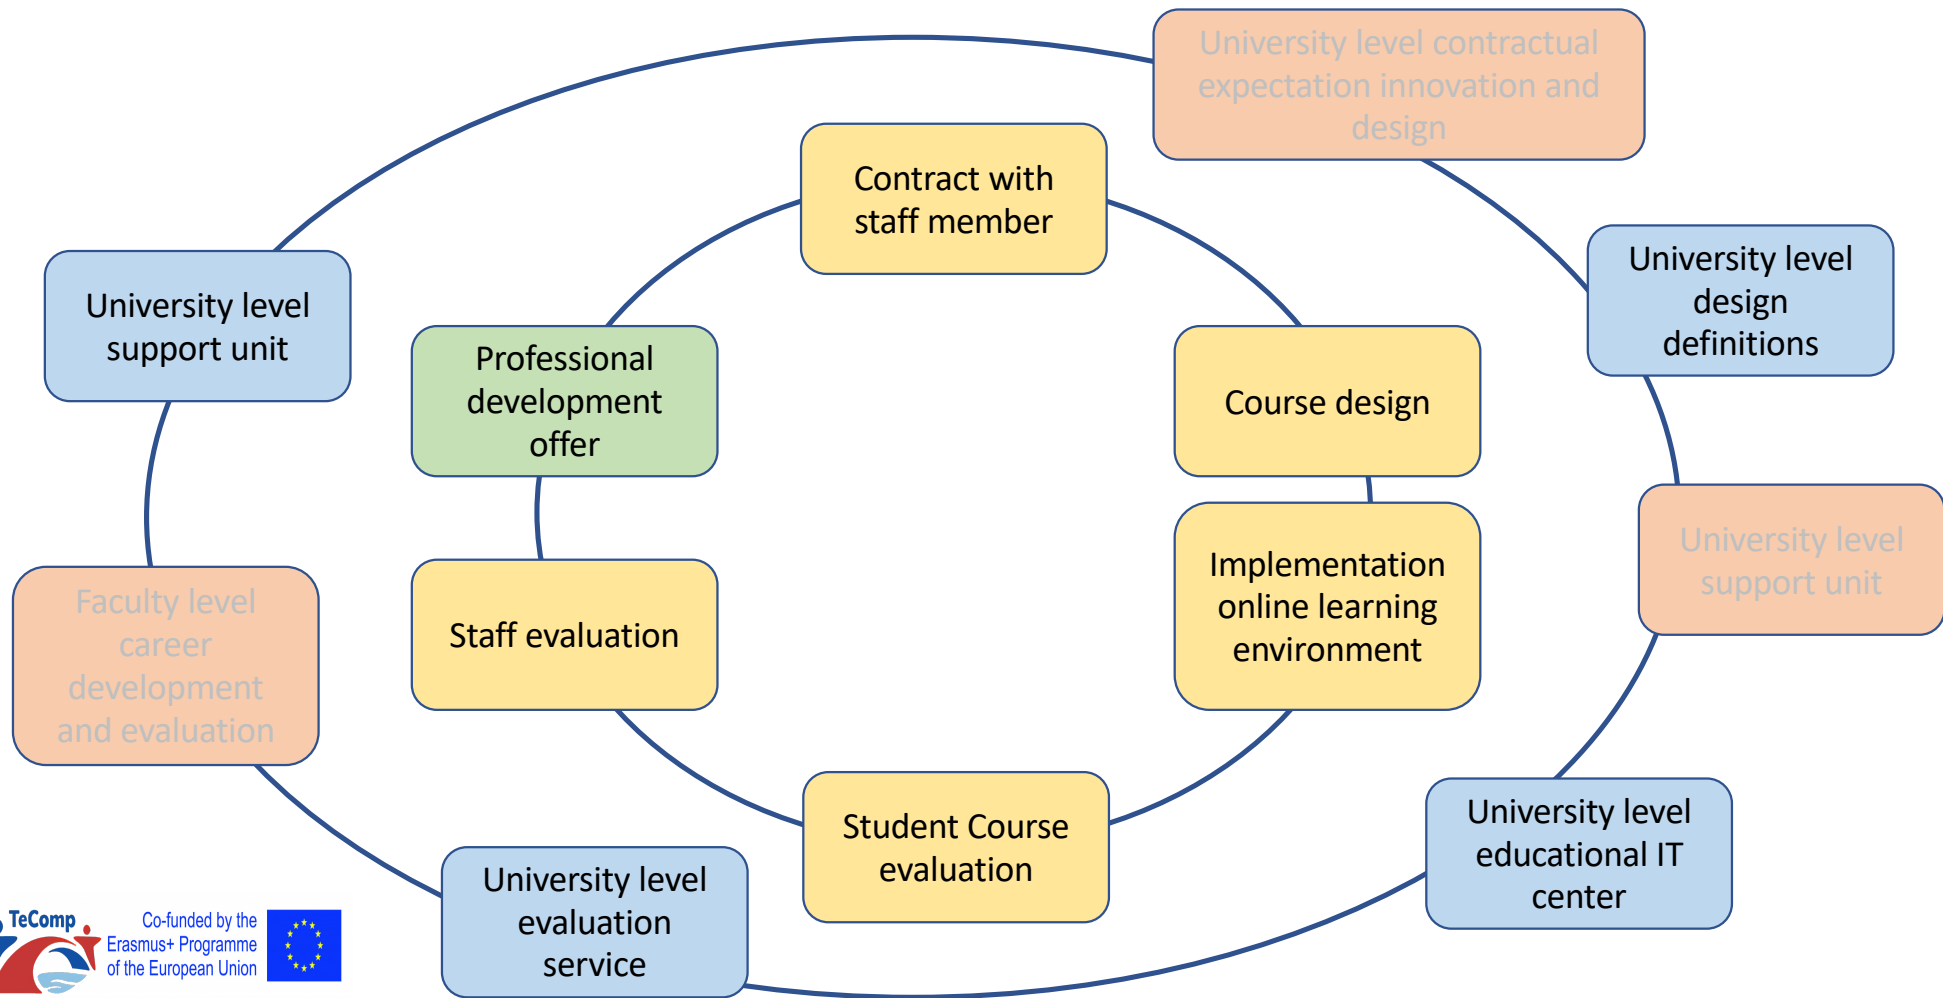 University level contractual
expectation innovation and
design
Contract with
staff member
University level
design
definitions
University level
support unit
Professional
development
offer
Course design
University level
support unit
Implementation
online learning
environment
Faculty level
career
development
and evaluation
Staff evaluation
University level
educational IT
center
Student Course
evaluation
University level
evaluation
service
TeComp
Co-funded by the
Erasmus+ Programme
of the European Union